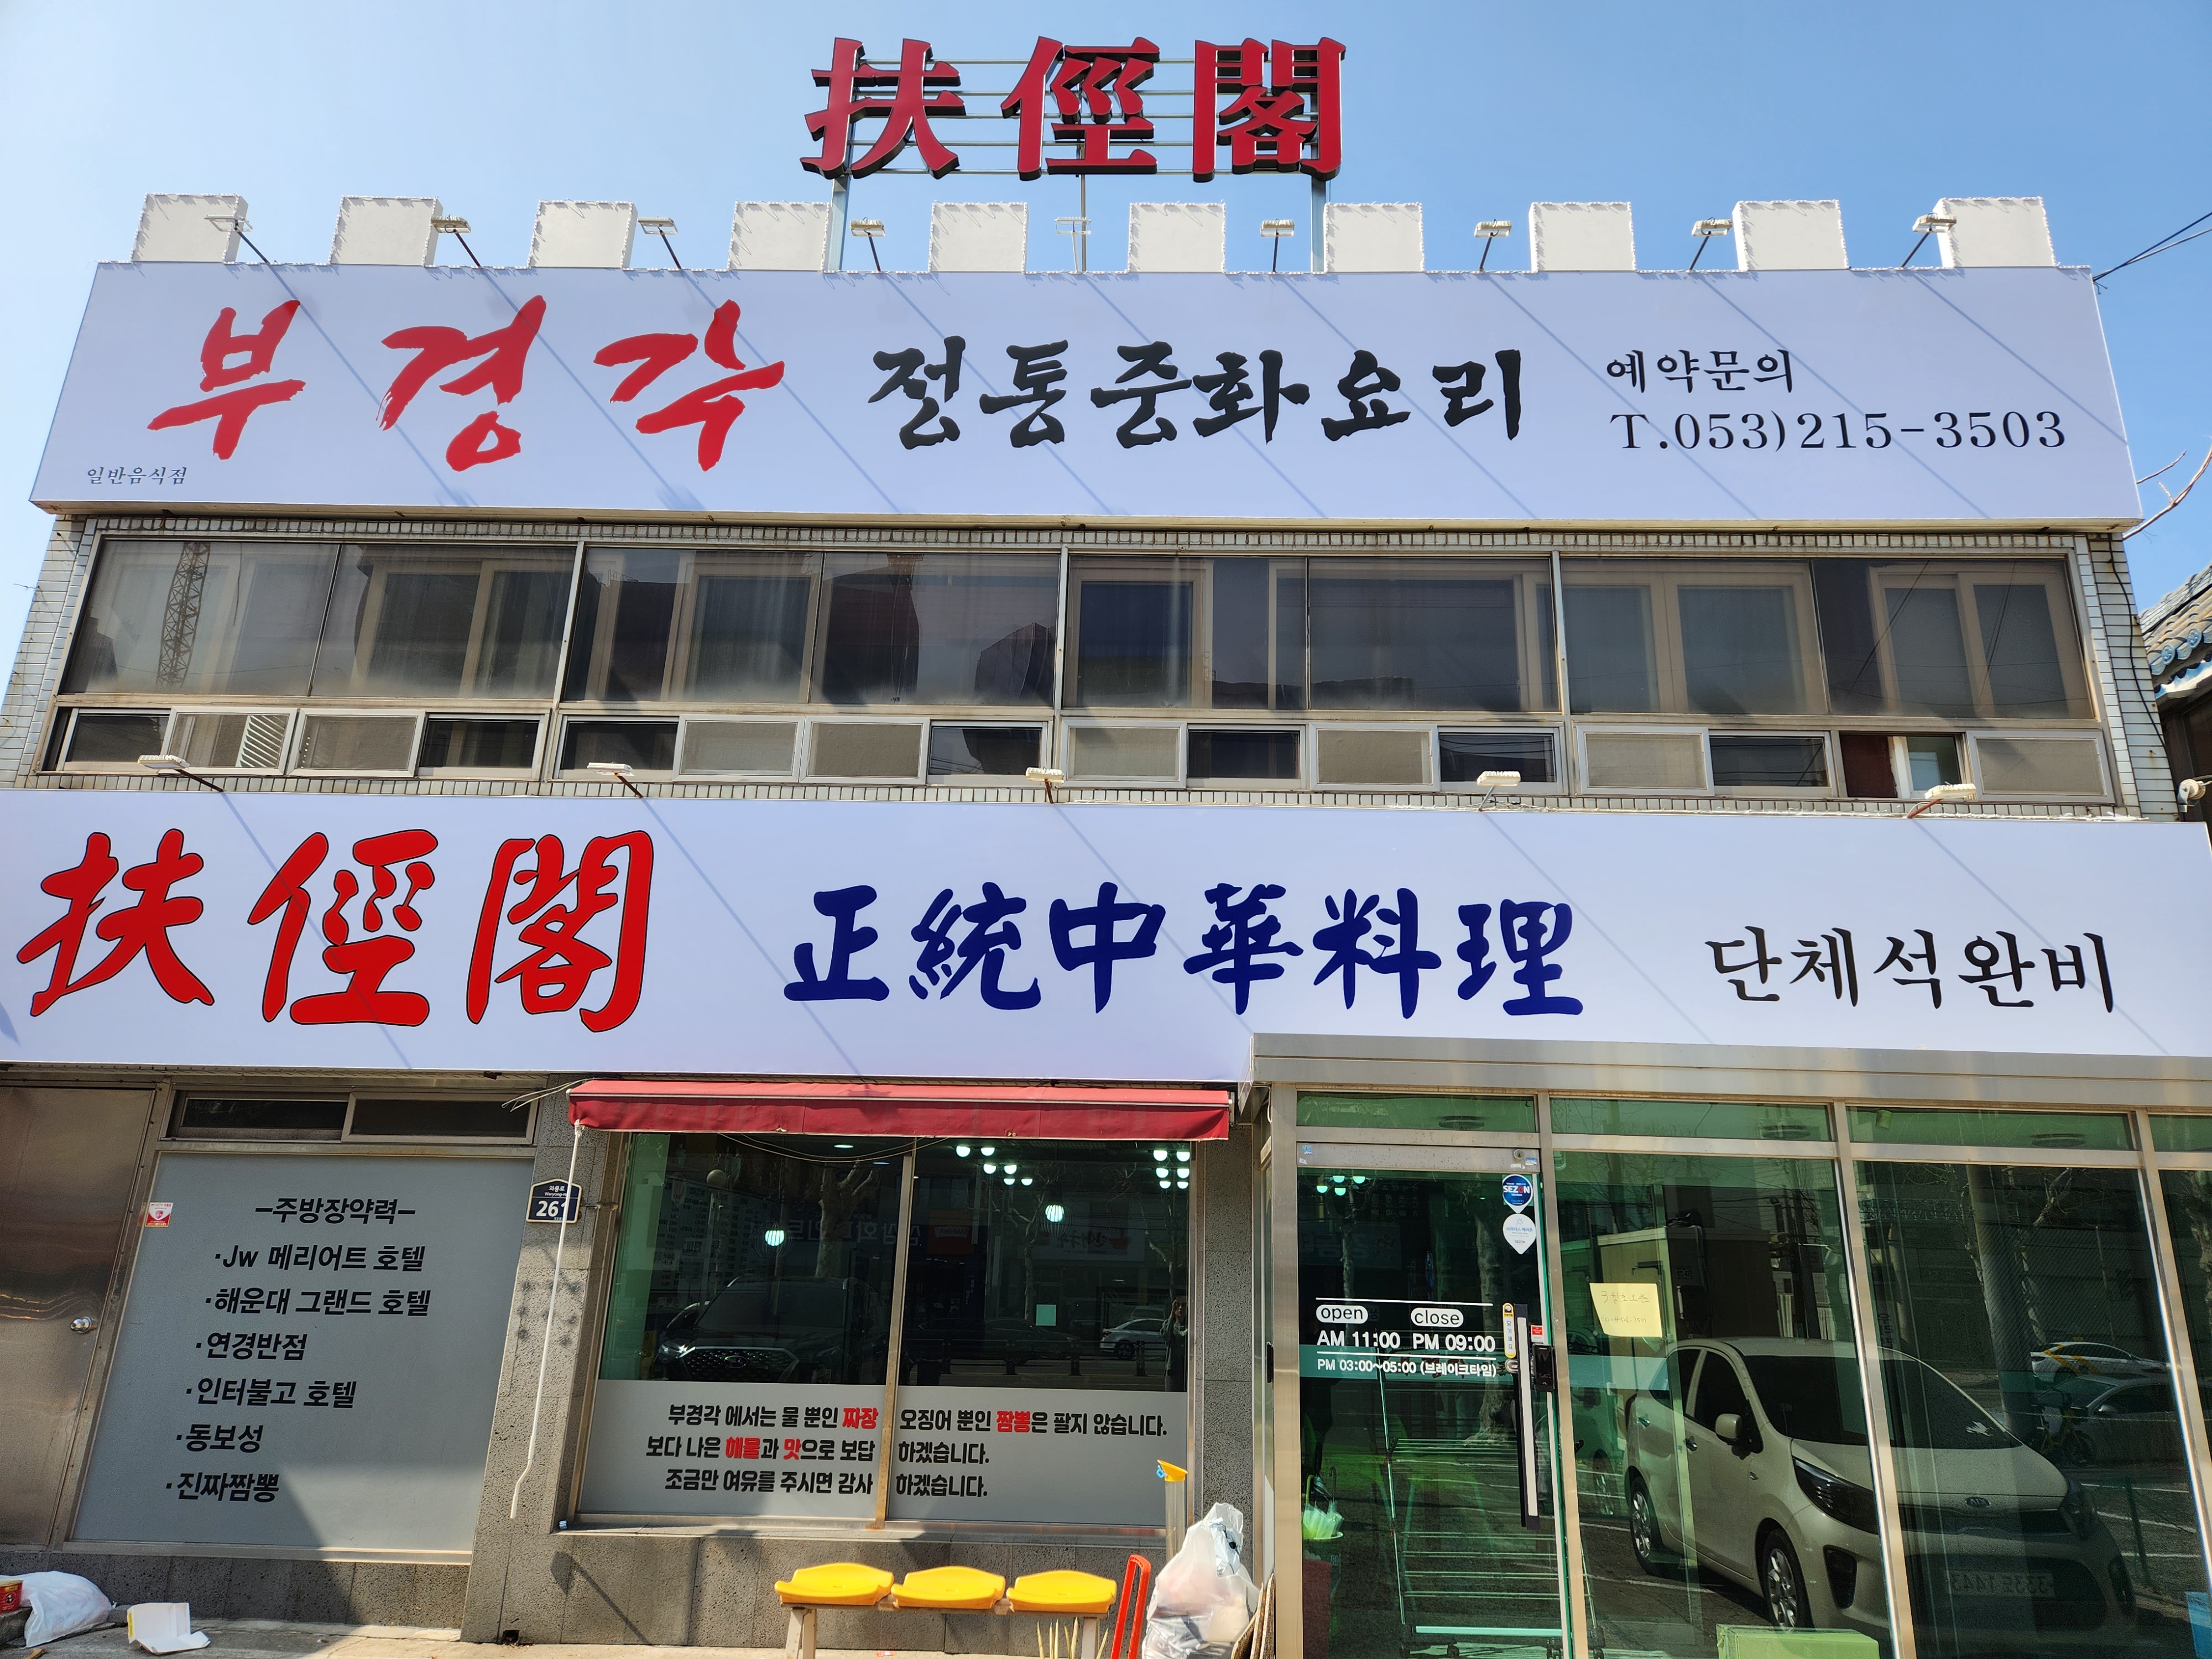 扶俓閣
부경각 정통중화요리 예약문의
T.053)215-3503
일반음식점
扶俓閣 正統中華料理 단체석완비
-주방장약력-
·Jw 메리어트 호텔
·해운대 그랜드 호텔
·연경반점
·인터불고 호텔
·동보성
·진짜짬뽕
261
부경각 에서는 물 뿐인 짜장 오징어 뿐인 짬뽕은 팔지 않습니다.
보다 나은 해물과 맛으로 보답 하겠습니다.
조금만 여유를 주시면 감사 하겠습니다.
open close
AM 11:00 PM 09:00
PM 03:00~05:00 (브레이크타임)